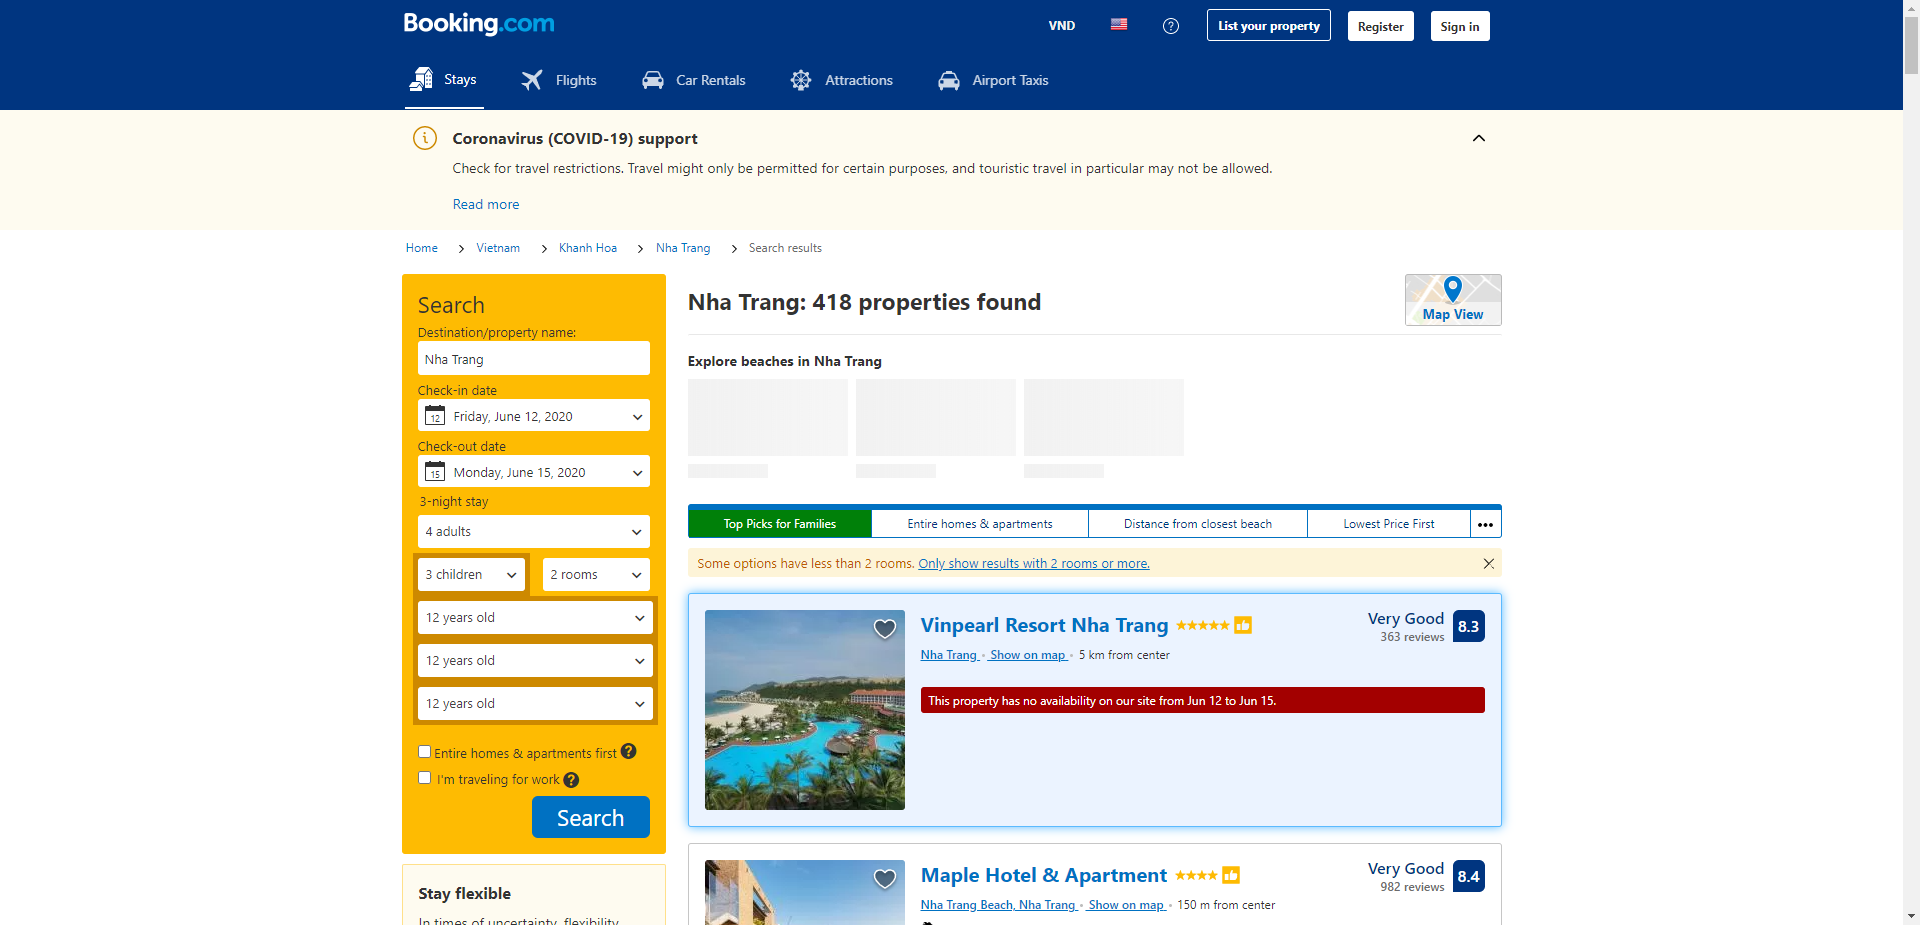 Booking.com
VND
List your property
Register
Sign in
Stays
Flights
Car Rentals
Attractions
Airport Taxis
Coronavirus (COVID-19) support
Check for travel restrictions. Travel might only be permitted for certain purposes, and touristic travel in particular may not be allowed.
Read more
Home
Vietnam
Khanh Hoa
Nha Trang
Search results
Search
Destination/property name:
Nha Trang
Check-in date
12
Friday, June 12, 2020
Check-out date
15
Monday, June 15, 2020
3-night stay
4 adults
3 children
2 rooms
12 years old
12 years old
12 years old
Entire homes & apartments first
I'm traveling for work
Search
Stay flexible
In times of uncertainty, flexibility
Nha Trang: 418 properties found
Map View
Explore beaches in Nha Trang
Top Picks for Families
Entire homes & apartments
Distance from closest beach
Lowest Price First
Some options have less than 2 rooms. Only show results with 2 rooms or more.
Vinpearl Resort Nha Trang
Very Good
363 reviews
8.3
Nha Trang • Show on map • 5 km from center
This property has no availability on our site from Jun 12 to Jun 15.
Maple Hotel & Apartment
Very Good
982 reviews
8.4
Nha Trang Beach, Nha Trang • Show on map • 150 m from center